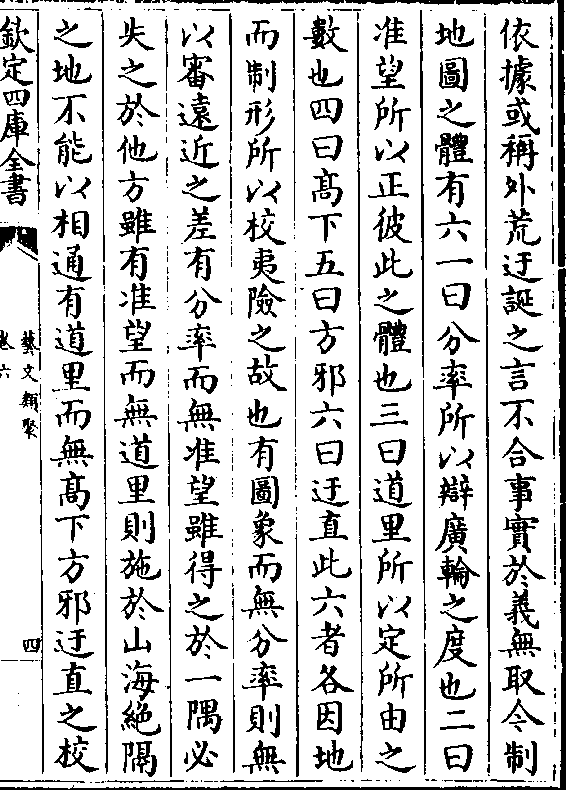 依據或稱外荒迂誕之言不合事實於義無取今制
地圖之體有六一曰分率所以辯廣輪之度也二曰
准望所以正彼此之體也三曰道里所以定所由之
數也四曰髙下五曰方邪六曰迂直此六者各因地
而制形所以校夷險之故也有圖象而無分率則無
以審遠近之差有分率而無准望雖得之於一隅必
失之於他方雖有准望而無道里則施於山海絶隔
之地不能以相通有道里而無髙下方邪迂直之校
欽定四庫全書
藝文類聚
卷六
四